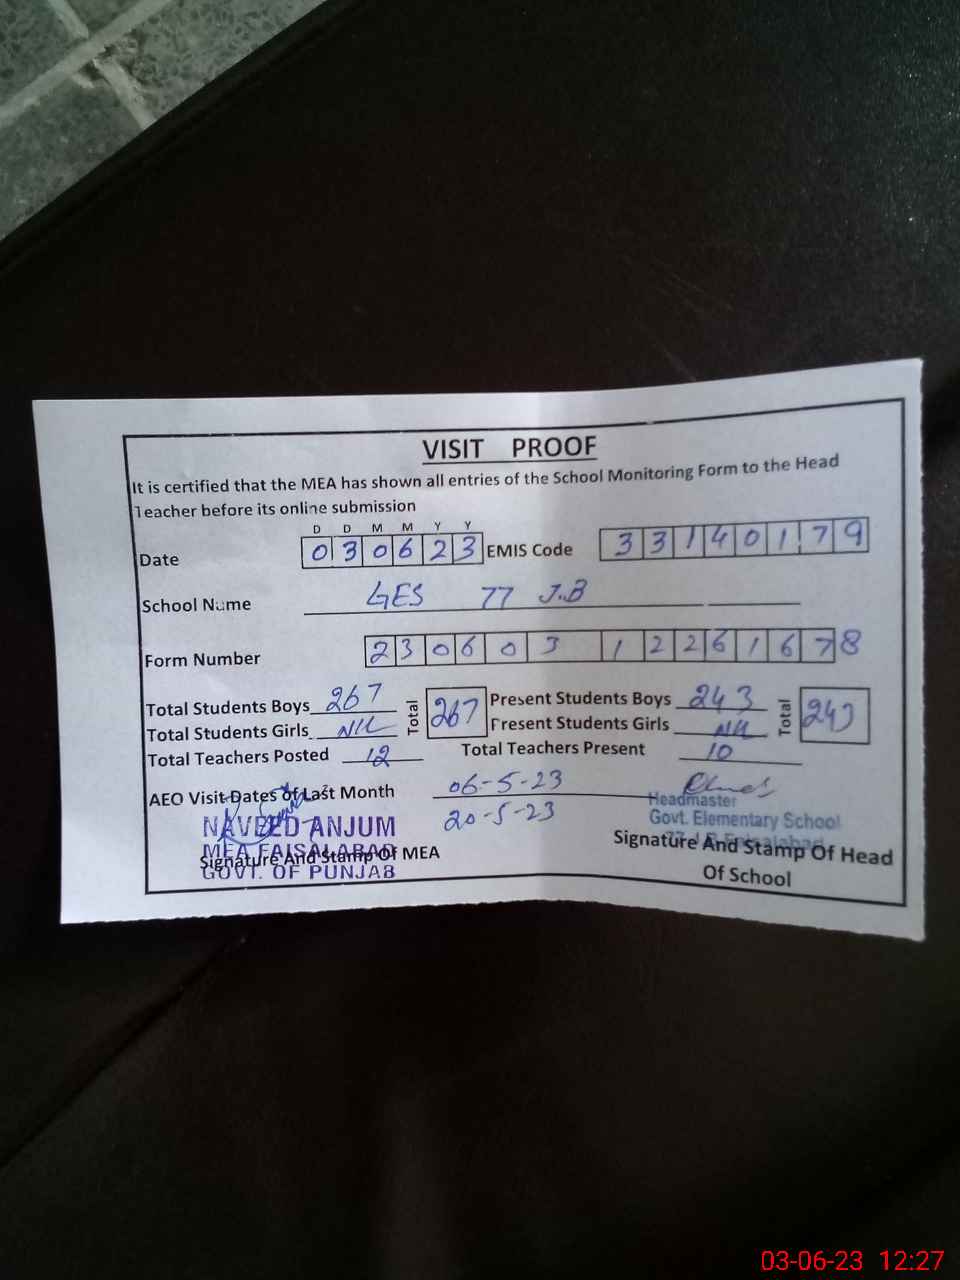 VISIT PROOF
It is certified that the MEA has shown all entries of the School Monitoring Form to the Head
Teacher before its online submission
D D M M Y Y
Date 0 3 0 6 2 3 EMIS Code 3 3 1 4 0 1 7 9
School Name GES 77 J.B
Form Number 2 3 0 6 0 3 1 2 2 6 1 6 7 8
Total Students Boys 267 Total 267 Present Students Boys 243 Total 243
Total Students Girls Nil Present Students Girls Nil
Total Teachers Posted 12 Total Teachers Present 10
AEO Visit Dates of Last Month 06-5-23
20-5-23
NAVEED ANJUM
MEA FAISALABAD
GOVT. OF PUNJAB
Signature And Stamp Of MEA
Headmaster
Govt. Elementary School
77 J.B Faisalabad
Signature And Stamp Of Head
Of School
03-06-23 12:27